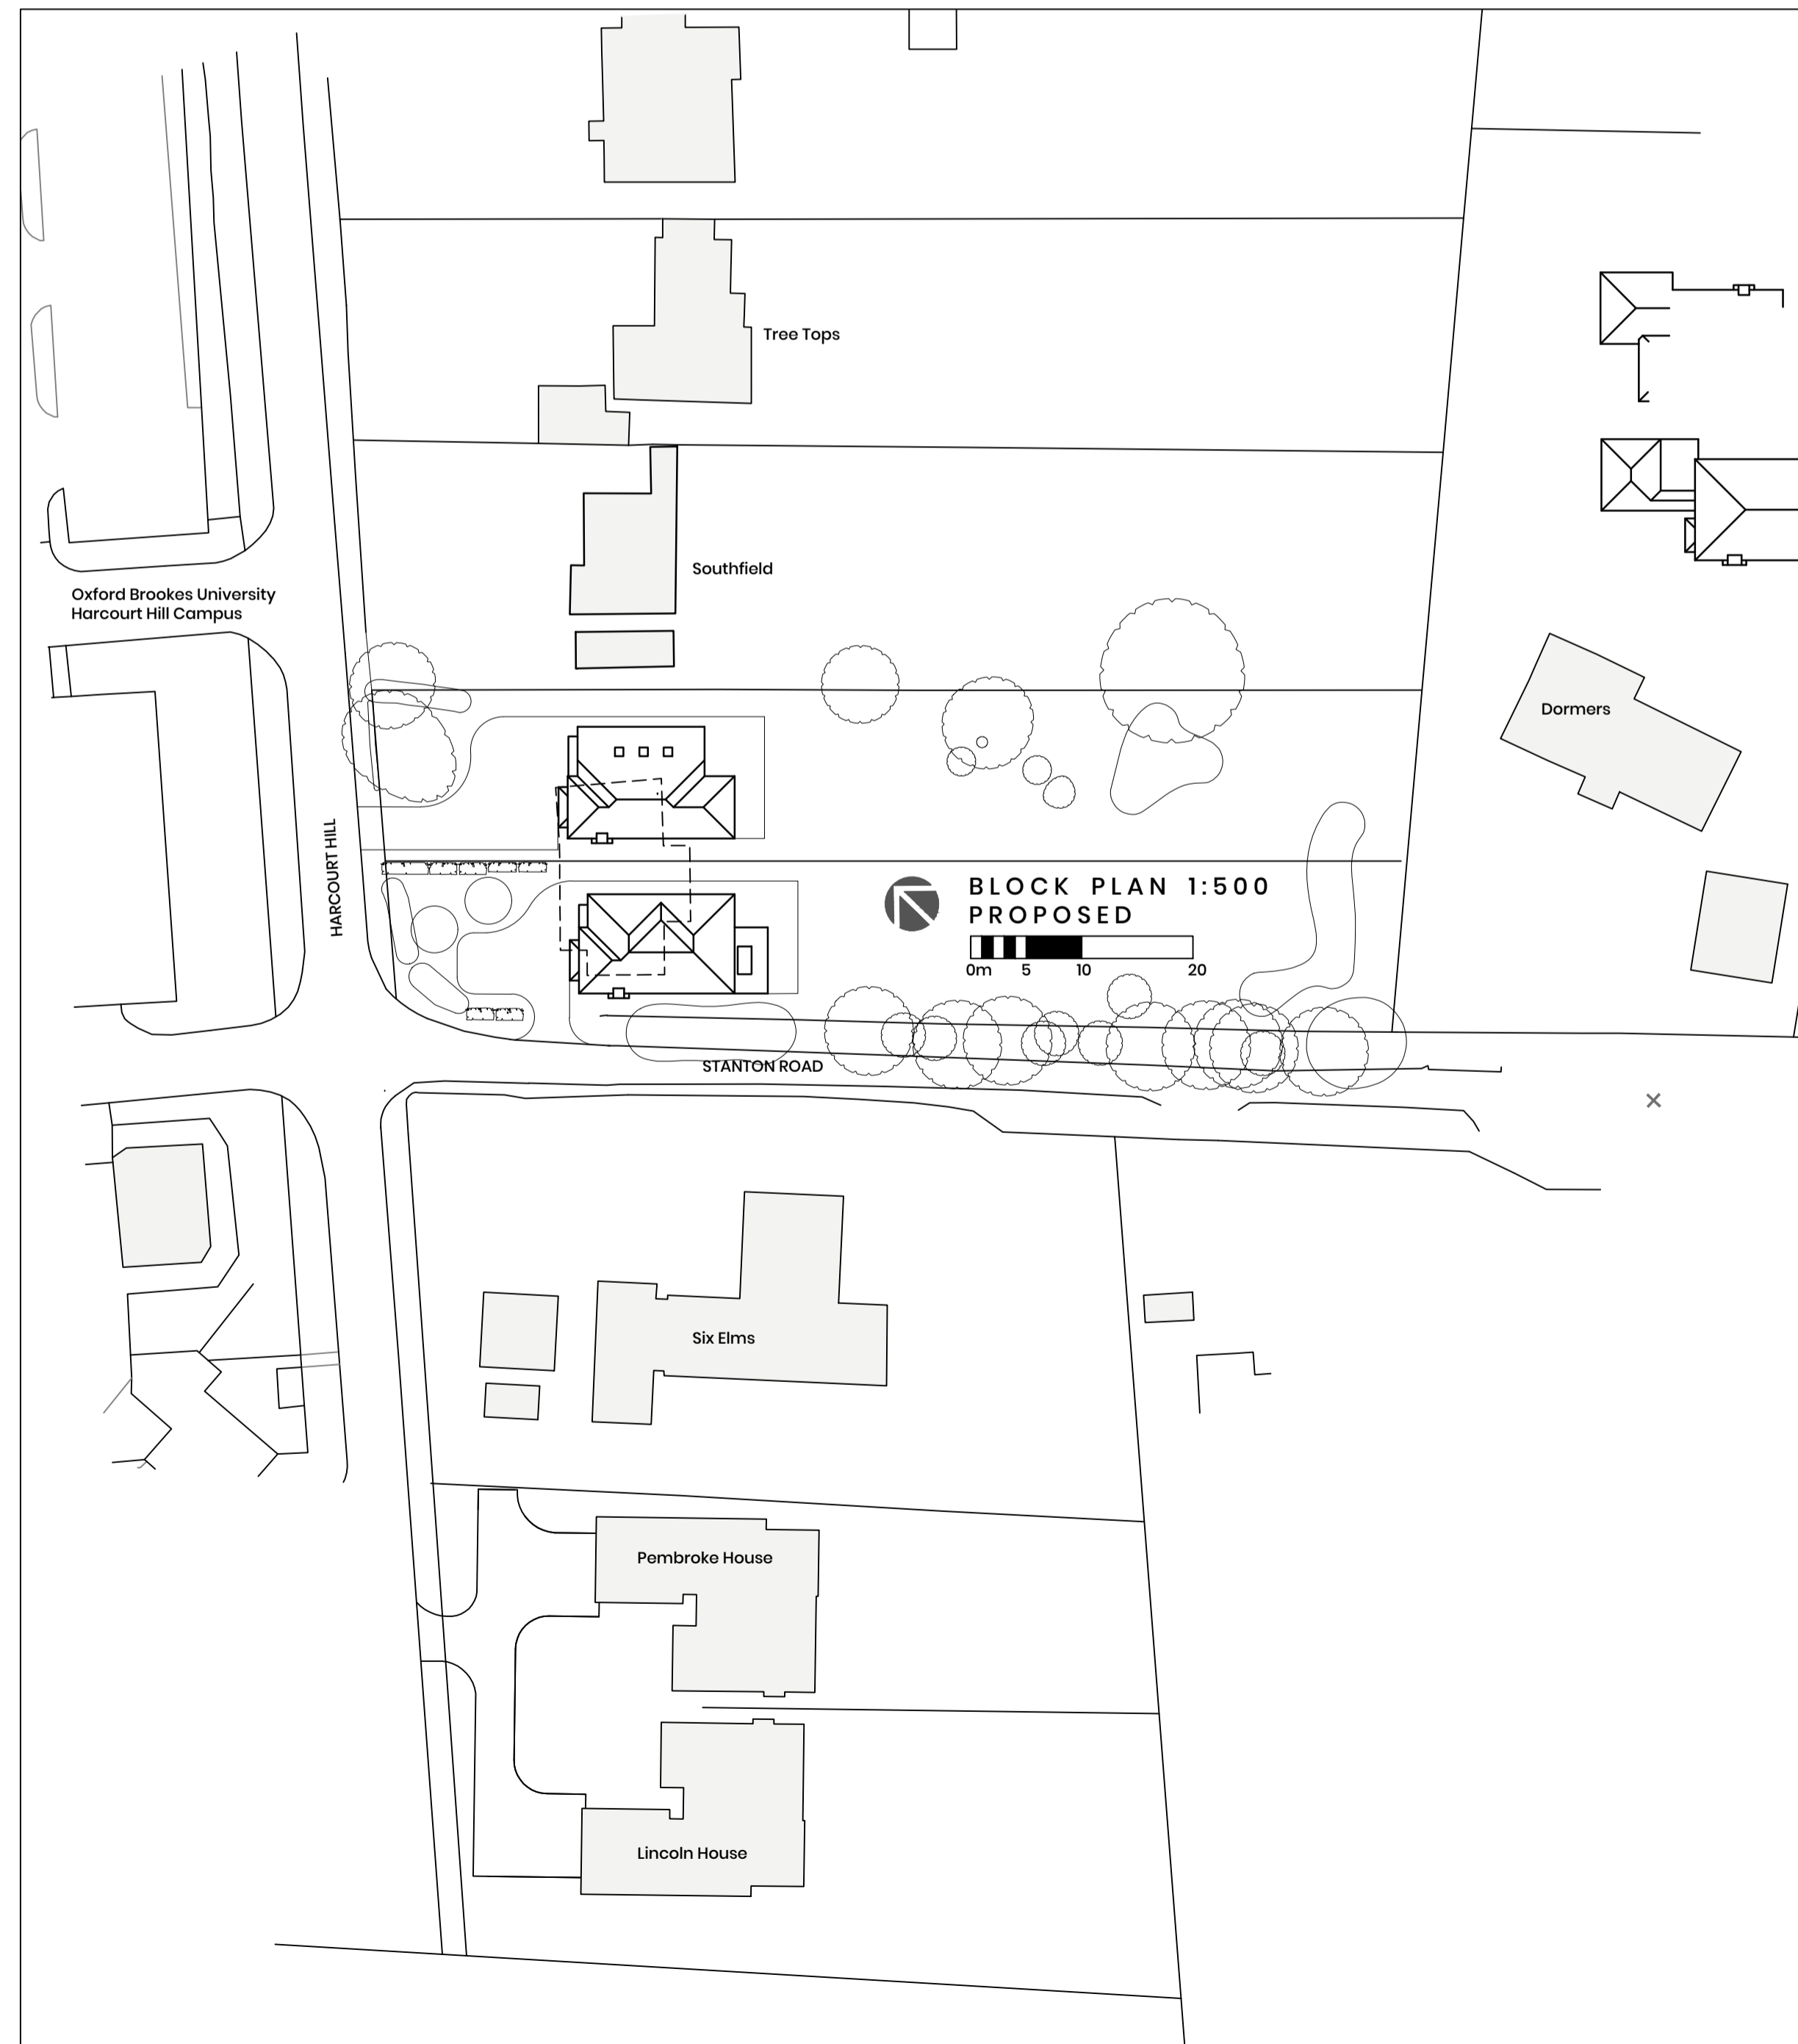 Tree Tops
Southfield
Oxford Brookes University
Harcourt Hill Campus
Dormers
HARCOURT HILL
BLOCK PLAN 1:500
PROPOSED
0m 5 10 20
STANTON ROAD
Six Elms
Pembroke House
Lincoln House